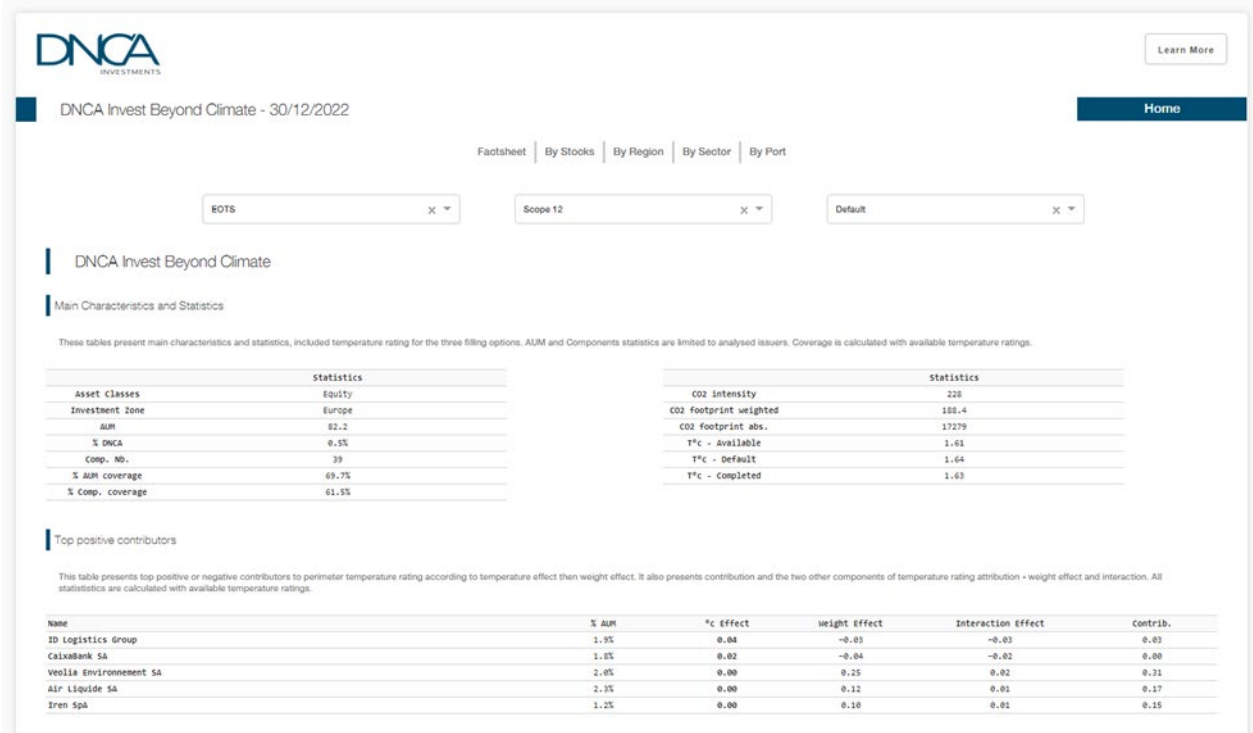 DNCA
INVESTMENTS
Learn More
DNCA Invest Beyond Climate - 30/12/2022
Home
Factsheet By Stocks By Region By Sector By Port
EOTS Scope 12 Default
DNCA Invest Beyond Climate
Main Characteristics and Statistics
These tables present main characteristics and statistics, included temperature rating for the three filling options. AUM and Components statistics are limited to analysed issuers. Coverage is calculated with available temperature ratings.
Statistics
Asset Classes Equity
Investment Zone Europe
AUM 82.2
% DNCA 0.5%
Comp. Nb. 39
% AUM coverage 69.7%
% Comp. coverage 61.5%
Statistics
CO2 intensity 228
CO2 footprint weighted 188.4
CO2 footprint abs. 17279
T°c - Available 1.61
T°c - Default 1.64
T°c - Completed 1.63
Top positive contributors
This table presents top positive or negative contributors to perimeter temperature rating according to temperature effect then weight effect. It also presents contribution and the two other components of temperature rating attribution - weight effect and interaction. All
statististics are calculated with available temperature ratings.
Name % AUM °c Effect Weight Effect Interaction Effect Contrib.
ID Logistics Group 1.9% 0.04 -0.03 -0.03 0.03
CaixaBank SA 1.8% 0.02 -0.04 -0.02 0.00
Veolia Environnement SA 2.0% 0.00 0.25 0.02 0.31
Air Liquide SA 2.3% 0.00 0.12 0.01 0.17
Iren SpA 1.2% 0.00 0.10 0.01 0.15